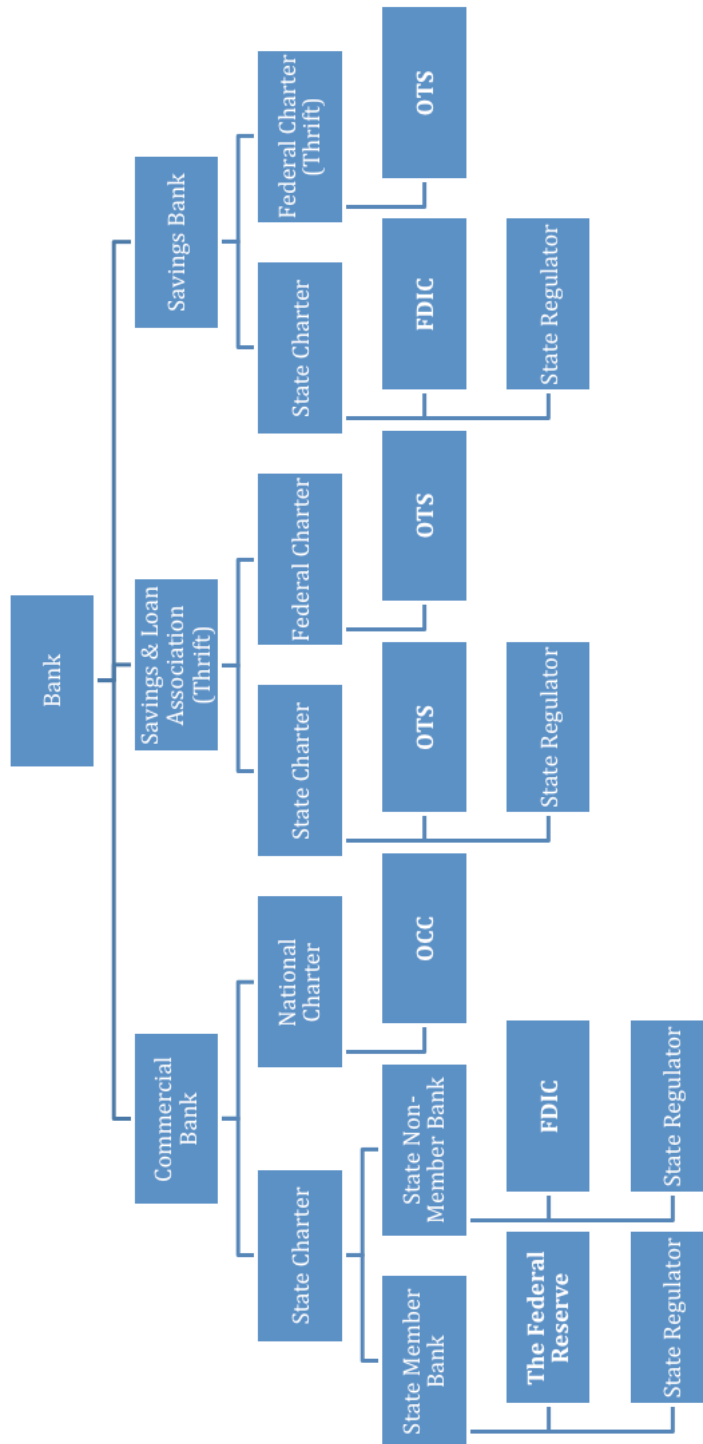 Bank
Commercial
Bank
Savings & Loan
Association
(Thrift)
Savings Bank
State Charter
National
Charter
State Charter
Federal Charter
State Charter
Federal Charter
(Thrift)
State Member
Bank
State Non-
Member Bank
OCC
OTS
OTS
FDIC
OTS
The Federal
Reserve
FDIC
State Regulator
State Regulator
State Regulator
State Regulator